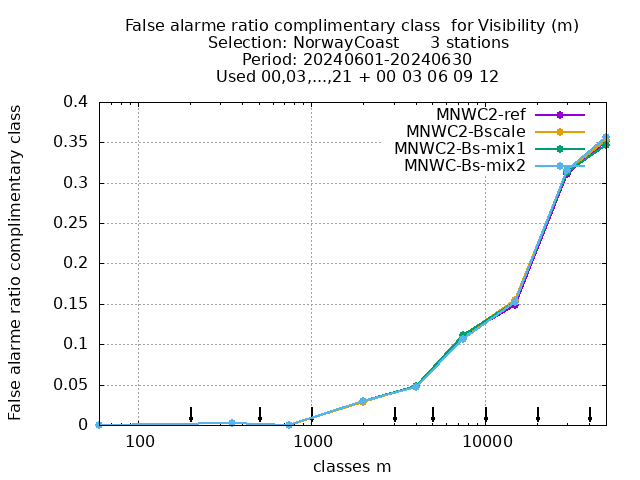 False alarme ratio complimentary class  for Visibility (m)
Selection: NorwayCoast      3 stations
Period: 20240601-20240630
Used 00,03,...,21 + 00 03 06 09 12
False alarme ratio complimentary class
0.4
0.35
0.3
0.25
0.2
0.15
0.1
0.05
0
MNWC2-ref
MNWC2-Bscale
MNWC2-Bs-mix1
MNWC-Bs-mix2
100
1000
10000
classes m